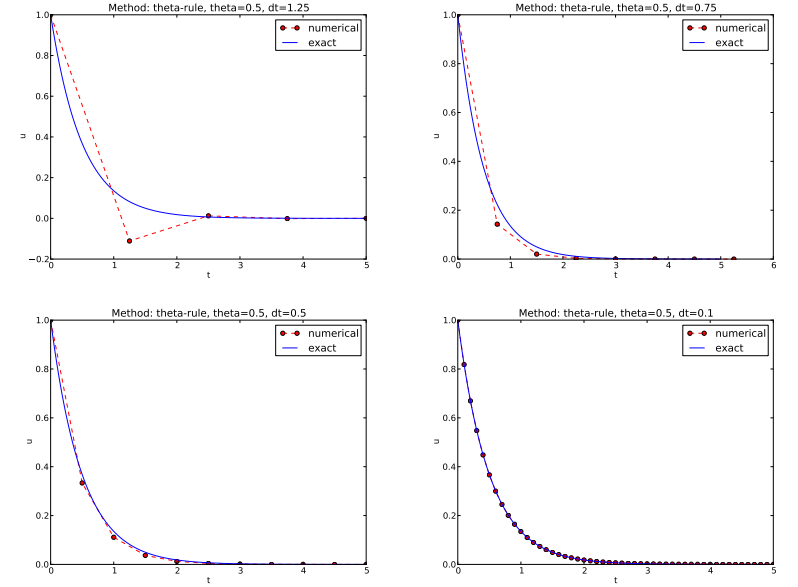 Method: theta-rule, theta=0.5, dt=1.25
1.0
0.8
0.6
0.4
0.2
0.0
−0.2
u
0 1 2 3 4 5
t
numerical
exact
Method: theta-rule, theta=0.5, dt=0.75
1.0
0.8
0.6
0.4
0.2
0.0
u
0 1 2 3 4 5 6
t
numerical
exact
Method: theta-rule, theta=0.5, dt=0.5
1.0
0.8
0.6
0.4
0.2
0.0
u
0 1 2 3 4 5
t
numerical
exact
Method: theta-rule, theta=0.5, dt=0.1
1.0
0.8
0.6
0.4
0.2
0.0
u
0 1 2 3 4 5
t
numerical
exact